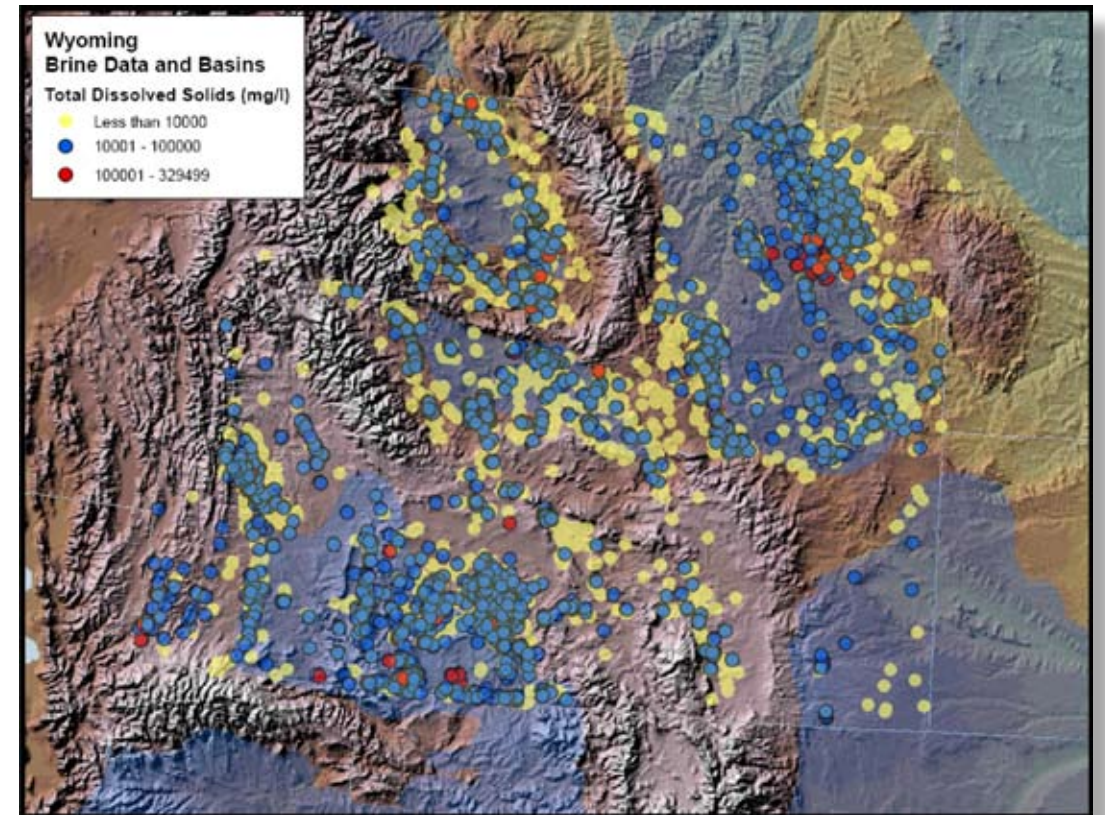 Wyoming
Brine Data and Basins
Total Dissolved Solids (mg/l)
Less than 10000
10001 - 100000
100001 - 329499